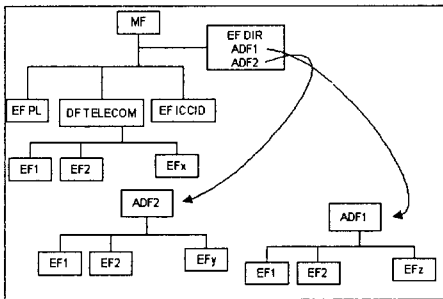 MF
EF DIR
ADF1
ADF2
EF PL
DF TELECOM
EF ICCID
EF1
EF2
EFx
ADF2
ADF1
EF1
EF2
EFy
EF1
EF2
EFz